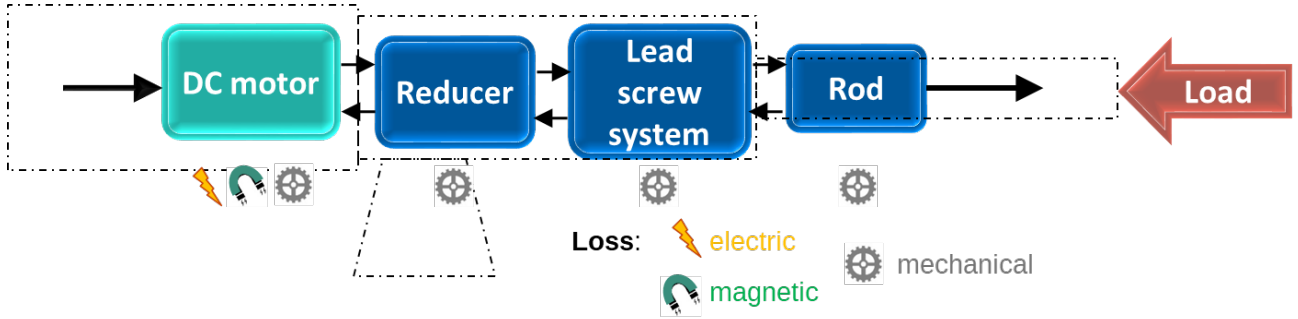 DC motor
Reducer
Lead
screw
system
Rod
Load
Loss: electric
magnetic
mechanical